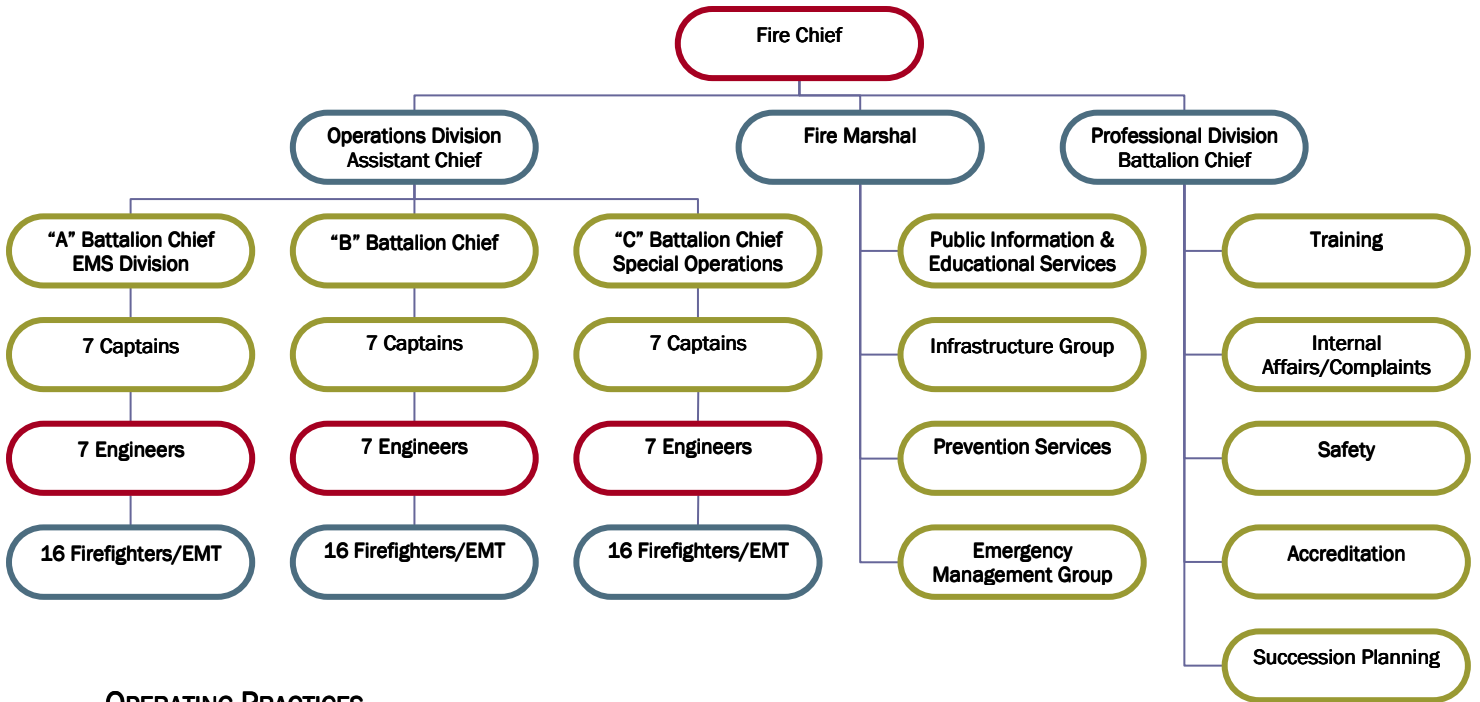 Fire Chief
Operations Division
Assistant Chief
Fire Marshal
Professional Division
Battalion Chief
“A” Battalion Chief
EMS Division
“B” Battalion Chief
“C” Battalion Chief
Special Operations
Public Information &
Educational Services
Training
7 Captains
7 Captains
7 Captains
Infrastructure Group
Internal
Affairs/Complaints
7 Engineers
7 Engineers
7 Engineers
Prevention Services
Safety
16 Firefighters/EMT
16 Firefighters/EMT
16 Firefighters/EMT
Emergency
Management Group
Accreditation
Succession Planning
OPERATING PRACTICES